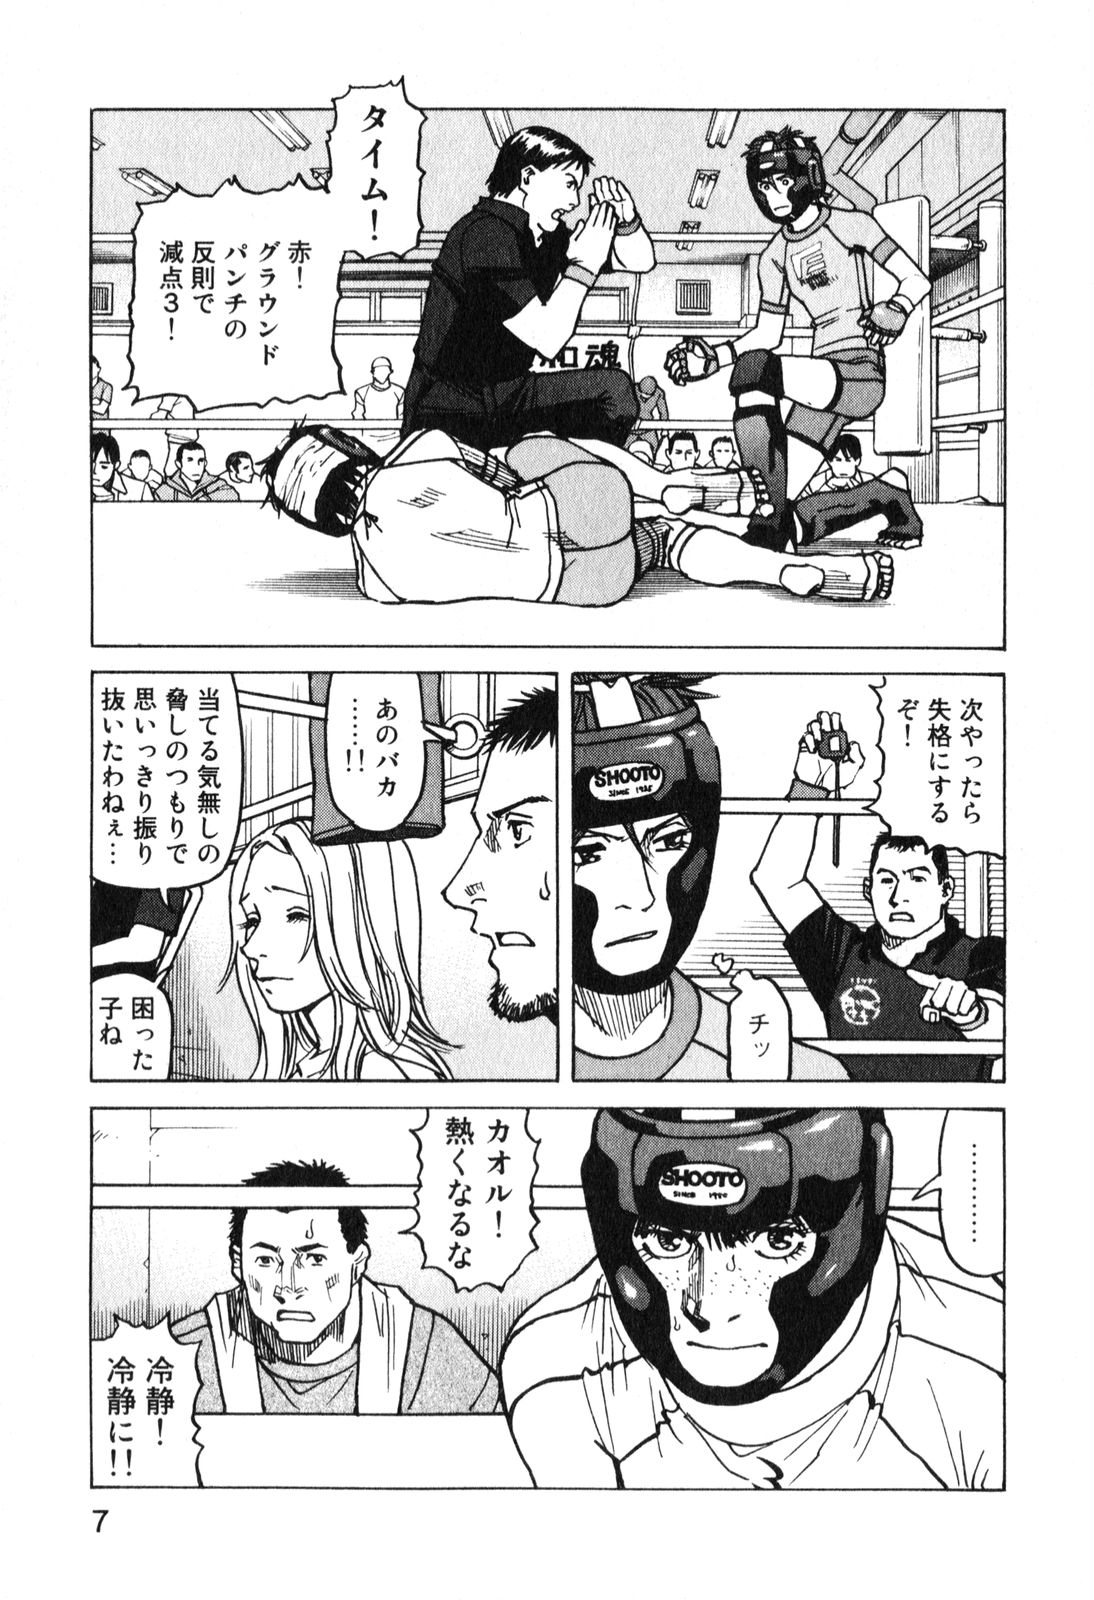 タイム！
赤！
グラウンド
パンチの
反則で
減点３！
和魂
次やったら
失格にする
ぞ！
SHOOTO
SINCE 1985
チッ
あのバカ
……!!
当てる気無しの
脅しのつもりで
思いっきり振り
抜いたわねぇ…
困った
子ね
…………
SHOOTO
カオル！
熱くなるな
冷静！
冷静に!!
7